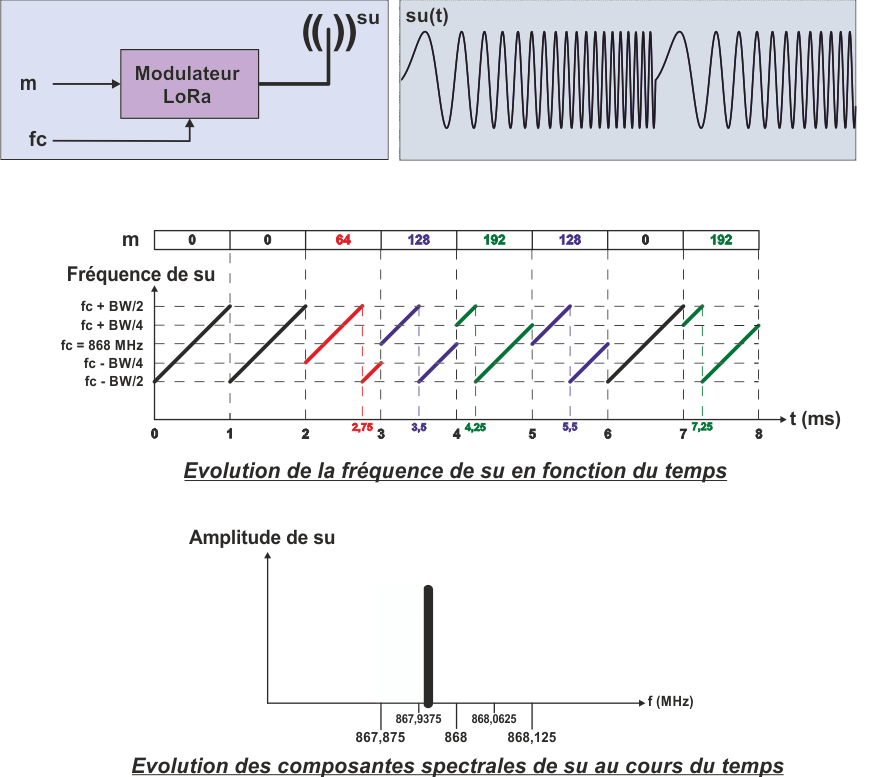 su
m
Modulateur
LoRa
fc
su(t)
m 0 0 64 128 192 128 0 192
Fréquence de su
fc + BW/2
fc + BW/4
fc = 868 MHz
fc - BW/4
fc - BW/2
t (ms)
0 1 2 2,75 3 3,5 4 4,25 5 5,5 6 7 7,25 8
Evolution de la fréquence de su en fonction du temps
Amplitude de su
f (MHz)
867,9375 868,0625
867,875 868 868,125
Evolution des composantes spectrales de su au cours du temps